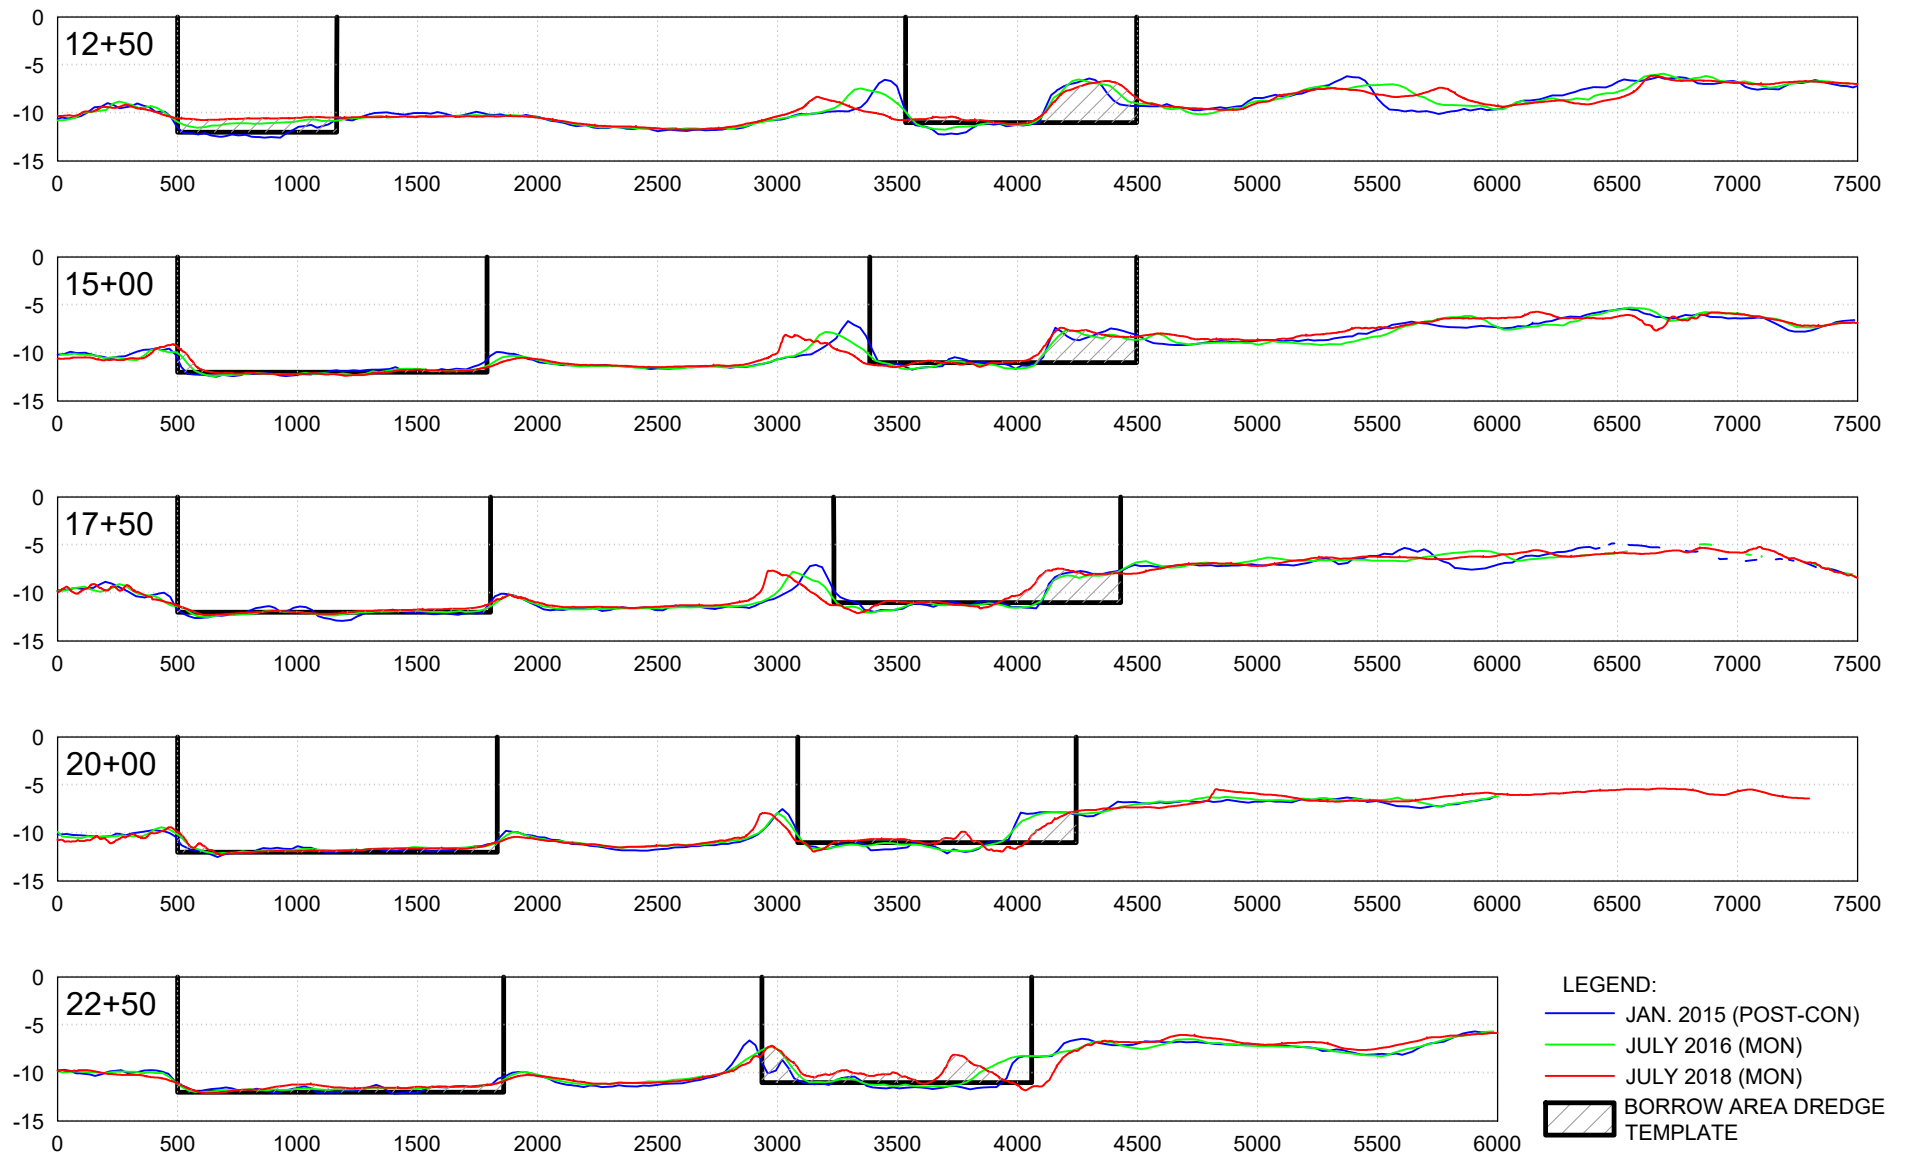 0
12+50
-5
-10
-15
0 500 1000 1500 2000 2500 3000 3500 4000 4500 5000 5500 6000 6500 7000 7500
0
15+00
-5
-10
-15
0 500 1000 1500 2000 2500 3000 3500 4000 4500 5000 5500 6000 6500 7000 7500
0
17+50
-5
-10
-15
0 500 1000 1500 2000 2500 3000 3500 4000 4500 5000 5500 6000 6500 7000 7500
0
20+00
-5
-10
-15
0 500 1000 1500 2000 2500 3000 3500 4000 4500 5000 5500 6000 6500 7000 7500
0
22+50
-5
-10
-15
0 500 1000 1500 2000 2500 3000 3500 4000 4500 5000 5500 6000
LEGEND:
JAN. 2015 (POST-CON)
JULY 2016 (MON)
JULY 2018 (MON)
BORROW AREA DREDGE
TEMPLATE